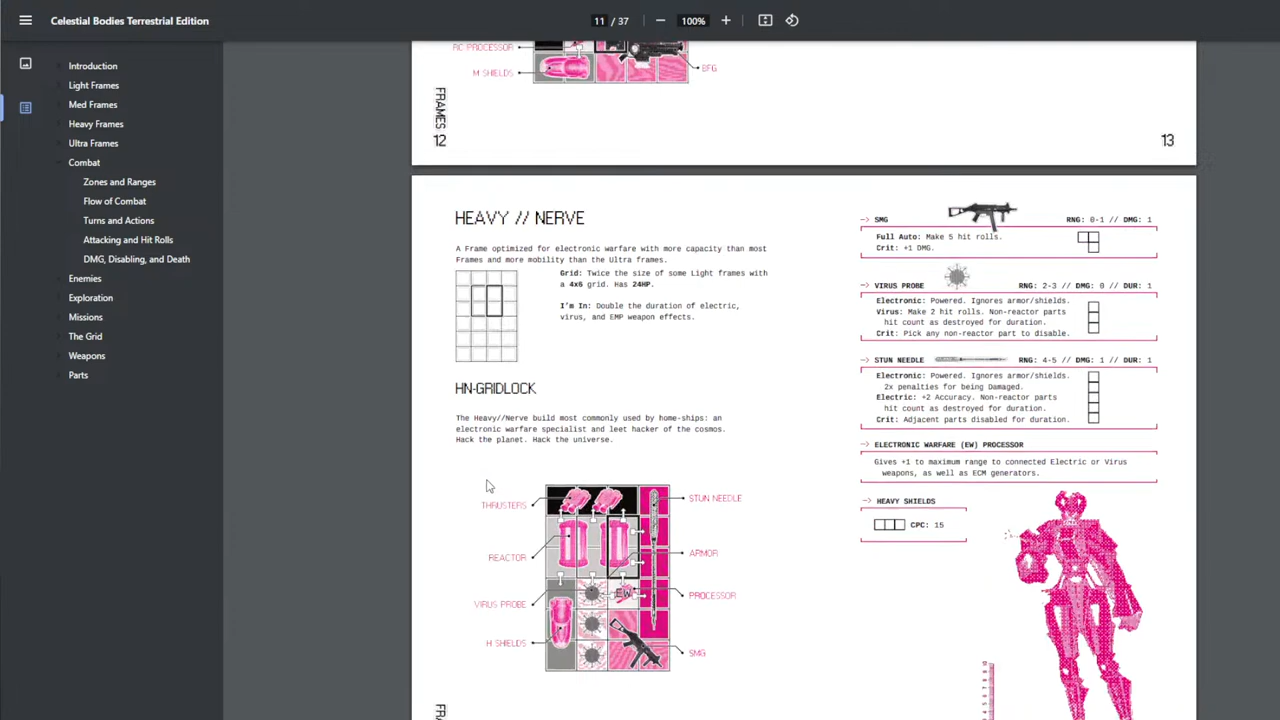 Celestial Bodies Terrestrial Edition
11 / 37
100%
Introduction
Light Frames
Med Frames
Heavy Frames
Ultra Frames
Combat
Zones and Ranges
Flow of Combat
Turns and Actions
Attacking and Hit Rolls
DMG, Disabling, and Death
Enemies
Exploration
Missions
The Grid
Weapons
Parts
RC PROCESSOR
M SHIELDS
BFG
FRAMES
12
13
HEAVY // NERVE
A Frame optimized for electronic warfare with more capacity than most
Frames and more mobility than the Ultra frames.
Grid: Twice the size of some Light frames with
a 4x6 grid. Has 24HP.
I'm In: Double the duration of electric,
virus, and EMP weapon effects.
HN-GRIDLOCK
The Heavy//Nerve build most commonly used by home-ships: an
electronic warfare specialist and leet hacker of the cosmos.
Hack the planet. Hack the universe.
THRUSTERS
REACTOR
VIRUS PROBE
H SHIELDS
EW
STUN NEEDLE
ARMOR
PROCESSOR
SMG
SMG RNG: 0-1 // DMG: 1
Full Auto: Make 5 hit rolls.
Crit: +1 DMG.
VIRUS PROBE RNG: 2-3 // DMG: 0 // DUR: 1
Electronic: Powered. Ignores armor/shields.
Virus: Make 2 hit rolls. Non-reactor parts
hit count as destroyed for duration.
Crit: Pick any non-reactor part to disable.
STUN NEEDLE RNG: 4-5 // DMG: 1 // DUR: 1
Electronic: Powered. Ignores armor/shields.
2x penalties for being Damaged.
Electric: +2 Accuracy. Non-reactor parts
hit count as destroyed for duration.
Crit: Adjacent parts disabled for duration.
ELECTRONIC WARFARE (EW) PROCESSOR
Gives +1 to maximum range to connected Electric or Virus
weapons, as well as ECM generators.
HEAVY SHIELDS
CPC: 15